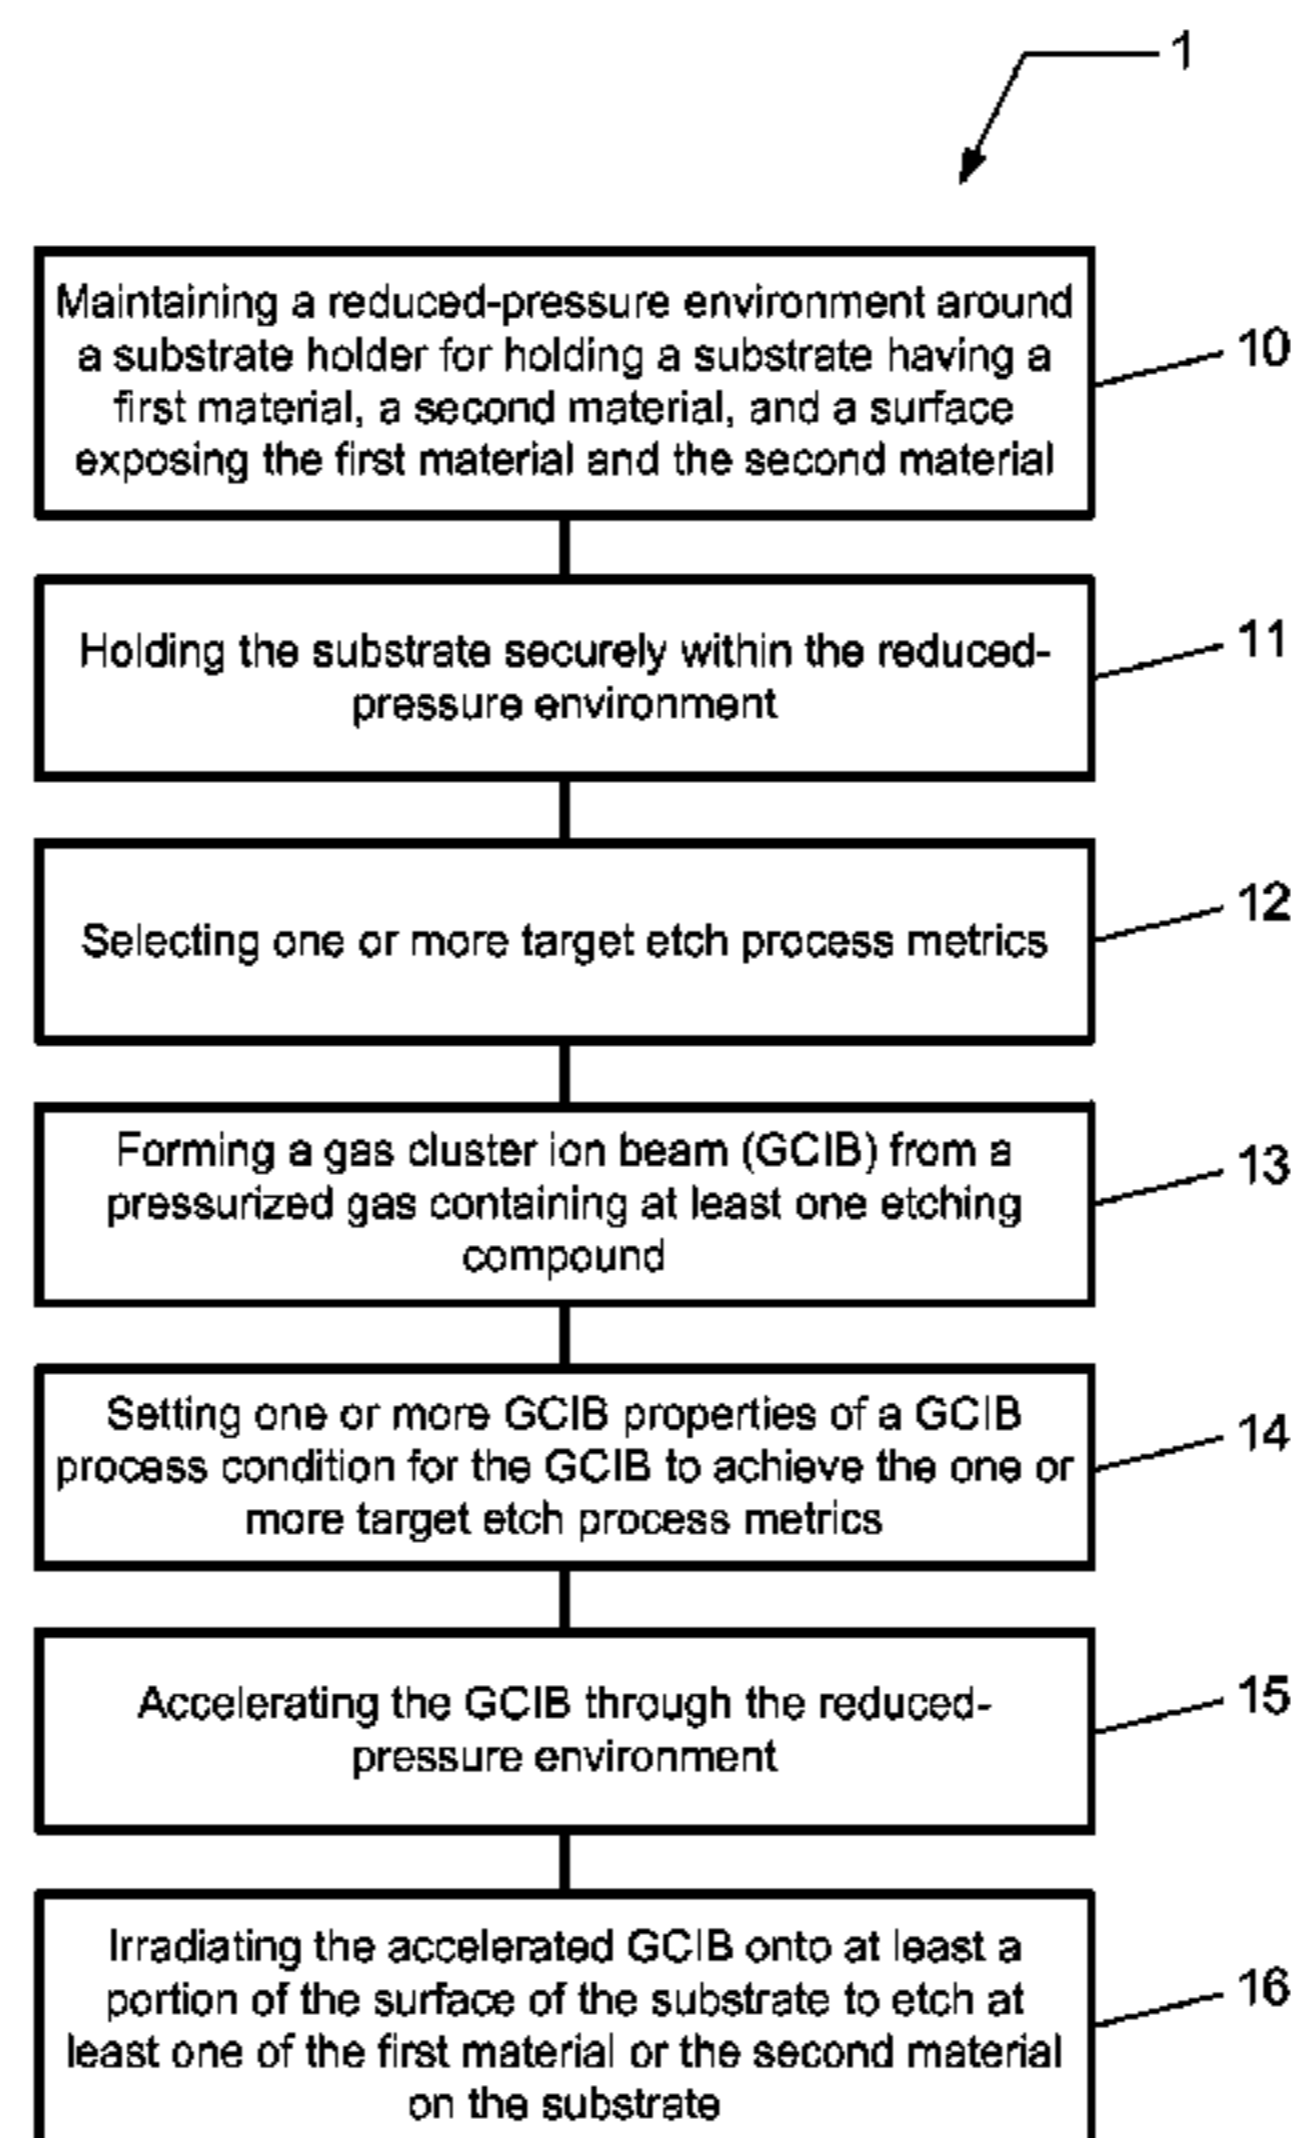 1
Maintaining a reduced-pressure environment around
a substrate holder for holding a substrate having a
first material, a second material, and a surface
exposing the first material and the second material
10
Holding the substrate securely within the reduced-
pressure environment
11
Selecting one or more target etch process metrics
12
Forming a gas cluster ion beam (GCIB) from a
pressurized gas containing at least one etching
compound
13
Setting one or more GCIB properties of a GCIB
process condition for the GCIB to achieve the one or
more target etch process metrics
14
Accelerating the GCIB through the reduced-
pressure environment
15
Irradiating the accelerated GCIB onto at least a
portion of the surface of the substrate to etch at
least one of the first material or the second material
on the substrate
16